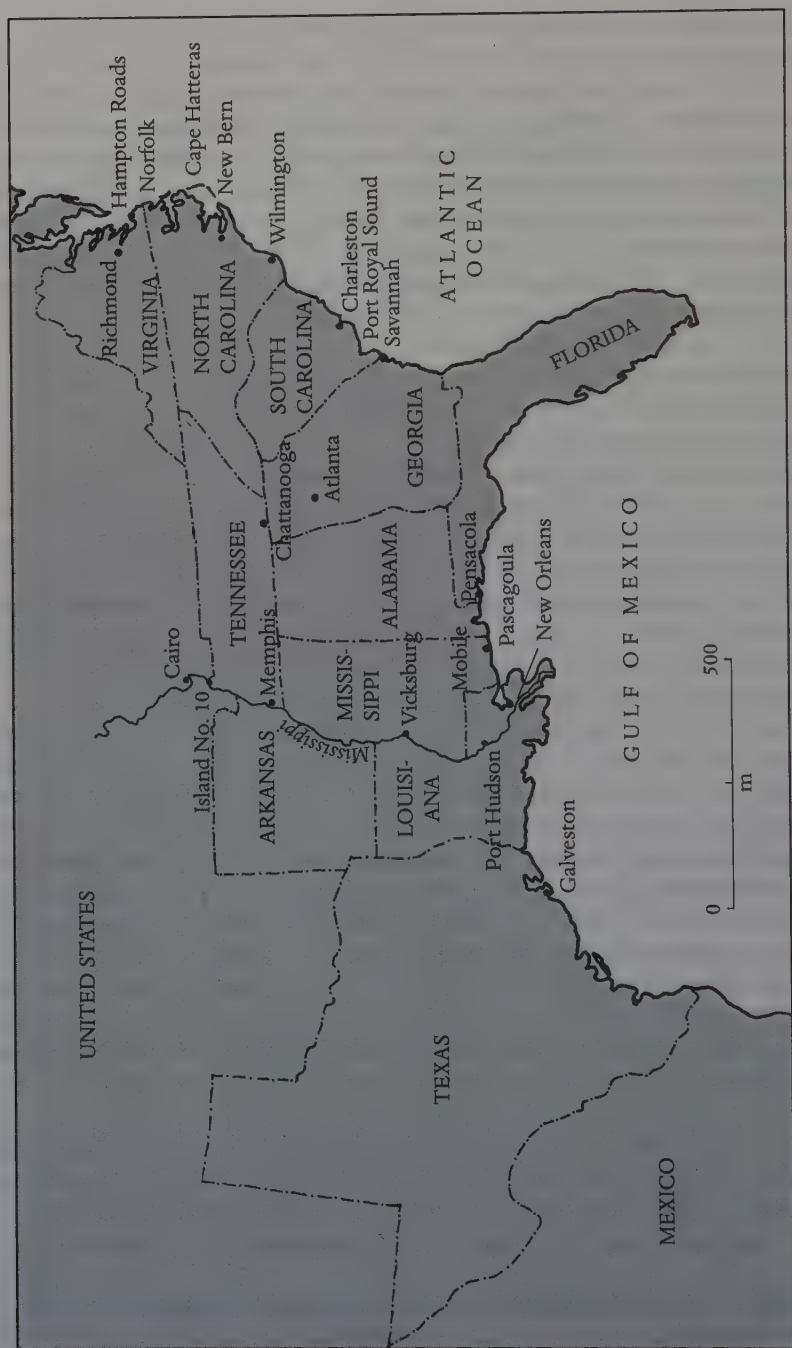 UNITED STATES
Cairo
Island No. 10
TENNESSEE
Memphis
Chattanooga
ARKANSAS
Mississippi
MISSIS-
SIPPI
ALABAMA
Atlanta
GEORGIA
Richmond
VIRGINIA
Hampton Roads
Norfolk
Cape Hatteras
New Bern
NORTH
CAROLINA
Wilmington
SOUTH
CAROLINA
Charleston
Port Royal Sound
Savannah
ATLANTIC
OCEAN
FLORIDA
Vicksburg
LOUISI-
ANA
Port Hudson
Mobile
Pensacola
Pascagoula
New Orleans
Galveston
TEXAS
MEXICO
GULF OF MEXICO
0 500
m